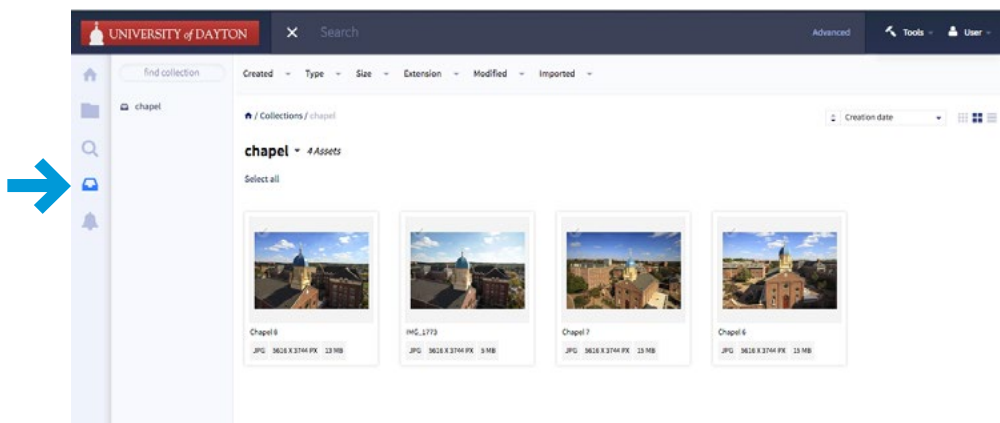 UNIVERSITY of DAYTON
Search
Advanced
Tools
User
find collection
Created Type Size Extension Modified Imported
chapel
/ Collections / chapel
Creation date
chapel 4 Assets
Select all
Chapel 8
JPG 5616 X 3744 PX 13 MB
IMG_1773
JPG 5616 X 3744 PX 5 MB
Chapel 7
JPG 5616 X 3744 PX 15 MB
Chapel 6
JPG 5616 X 3744 PX 15 MB